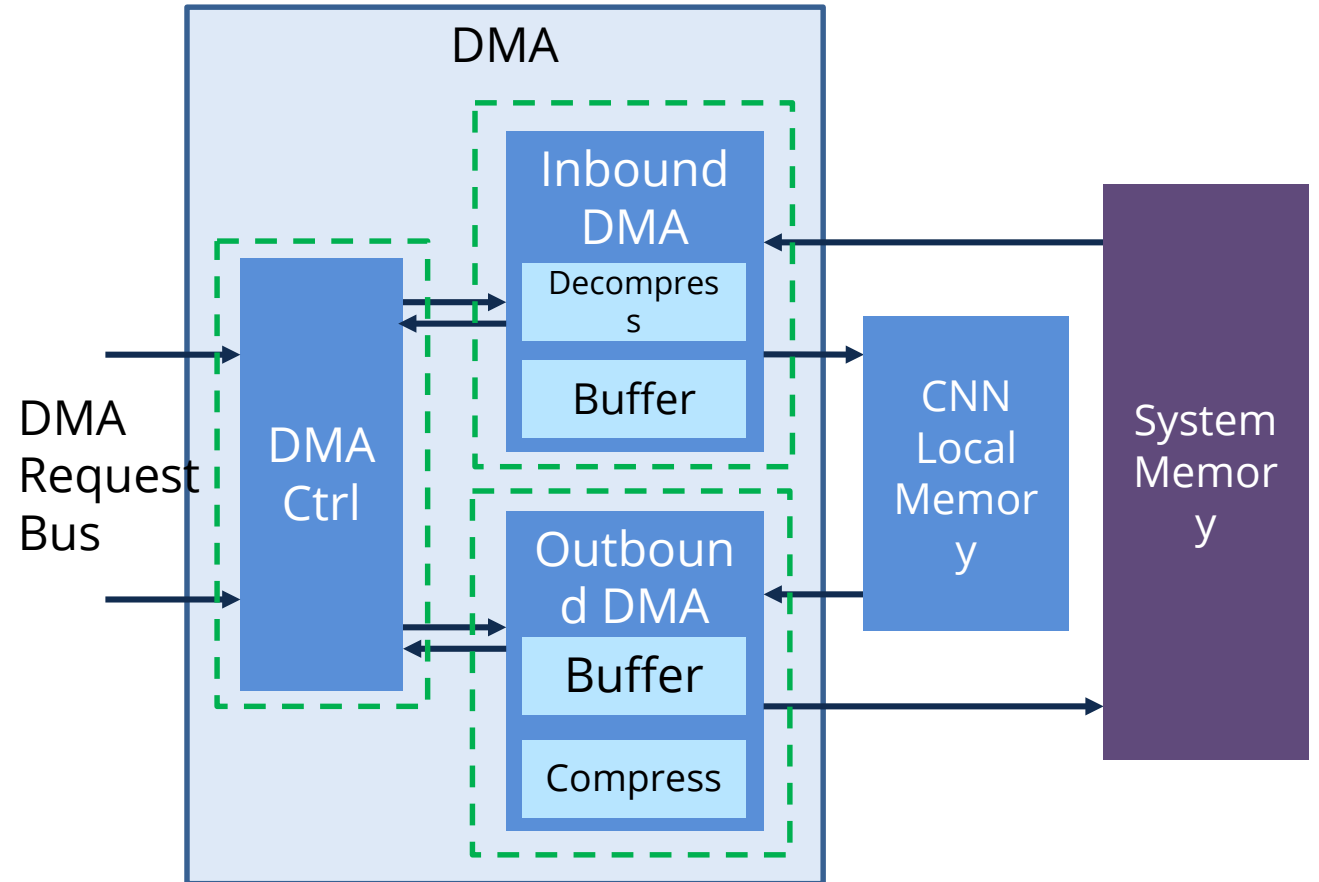 DMA
Inbound
DMA
Decompres
s
Buffer
DMA
Request
Bus
DMA
Ctrl
Outboun
d DMA
Buffer
Compress
CNN
Local
Memor
y
System
Memor
y